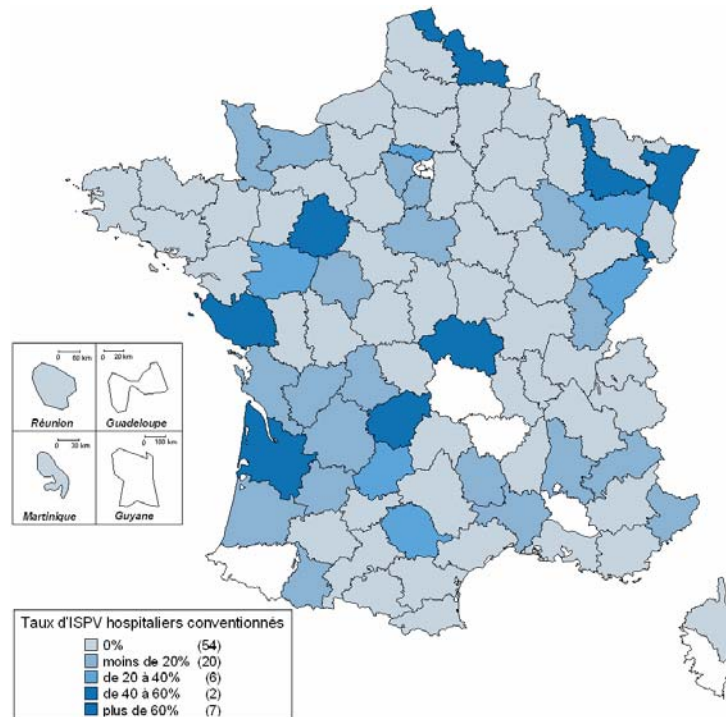 0 60 km
0 20 km
Réunion
Guadeloupe
0 30 km
0 100 km
Martinique
Guyane
Taux d'ISPV hospitaliers conventionnés
0% (54)
moins de 20% (20)
de 20 à 40% (6)
de 40 à 60% (2)
plus de 60% (7)